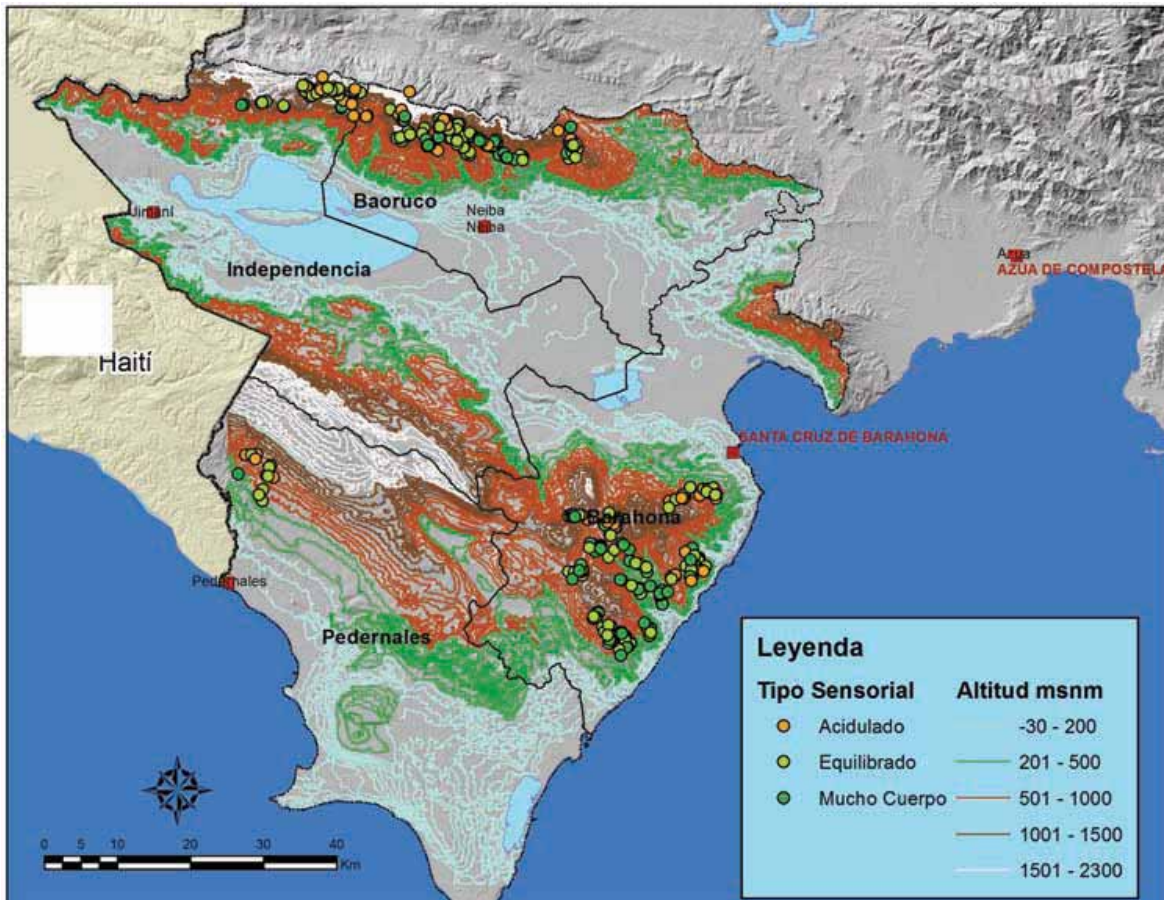 Baoruco
Neiba
Neiba
Jimaní
Independencia
Azua
AZUA DE COMPOSTELA
Haití
SANTA CRUZ DE BARAHONA
Barahona
Pedernales
Pedernales
Leyenda
Tipo Sensorial
Acidulado
Equilibrado
Mucho Cuerpo
Altitud msnm
-30 - 200
201 - 500
501 - 1000
1001 - 1500
1501 - 2300
0 5 10 20 30 40
Km